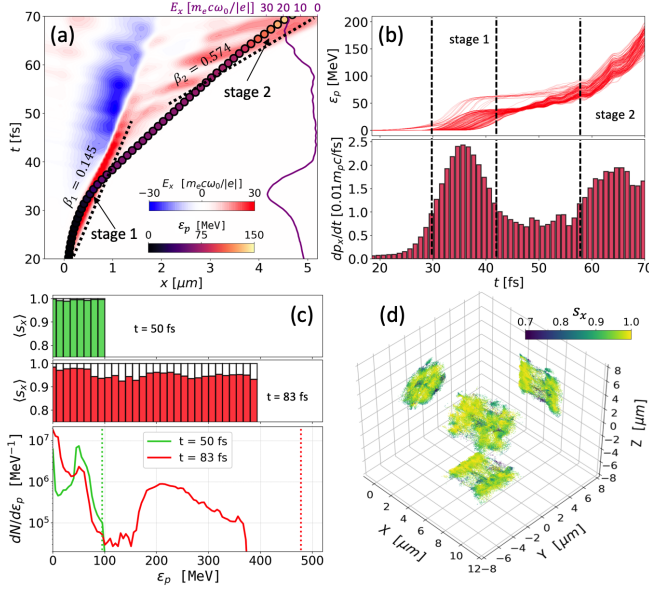 E_x [m_e cω_0/|e|]
30 20 10 0
(a)
β_2 = 0.574
stage 2
β_1 = 0.145
stage 1
E_x [m_e cω_0/|e|]
−30 0 30
ε_p [MeV]
0 75 150
70
60
50
40
30
20
t [fs]
0 1 2 3 4 5
x [μm]
(b)
stage 1
stage 2
200
150
100
50
0
ε_p [MeV]
2.5
2.0
1.5
1.0
0.5
0.0
dp_x/dt [0.01m_p c/fs]
20 30 40 50 60 70
t [fs]
(c)
1.0
0.9
0.8
⟨s_x⟩
t = 50 fs
1.0
0.9
0.8
⟨s_x⟩
t = 83 fs
t = 50 fs
t = 83 fs
10^7
10^6
10^5
dN/dε_p [MeV^−1]
0 100 200 300 400 500
ε_p [MeV]
(d)
s_x
0.7 0.8 0.9 1.0
8
6
4
2
0
−2
−4
−6
−8
Z [μm]
0 2 4 6 8 10 12
X [μm]
−8 −6 −4 −2 0 2 4 6 8
Y [μm]